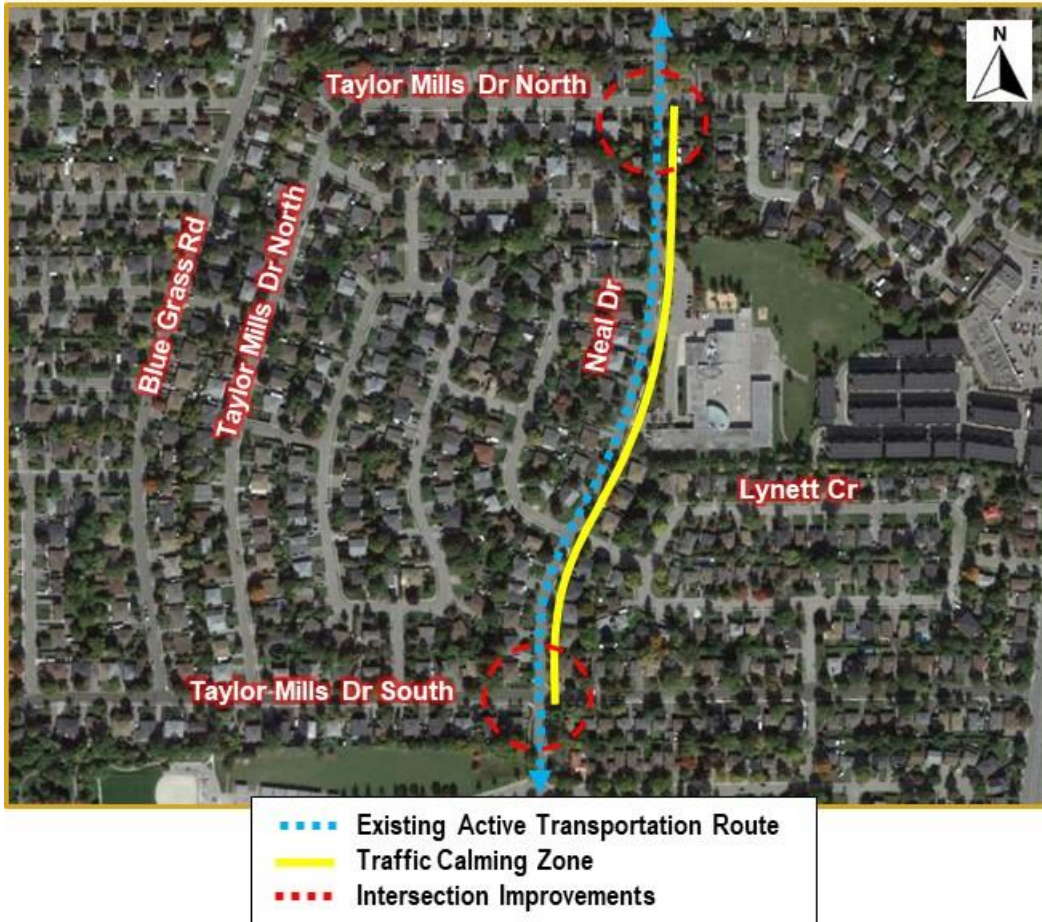 N
Taylor Mills Dr North
Blue Grass Rd
Taylor Mills Dr North
Neal Dr
Lynett Cr
Taylor Mills Dr South
Existing Active Transportation Route
Traffic Calming Zone
Intersection Improvements